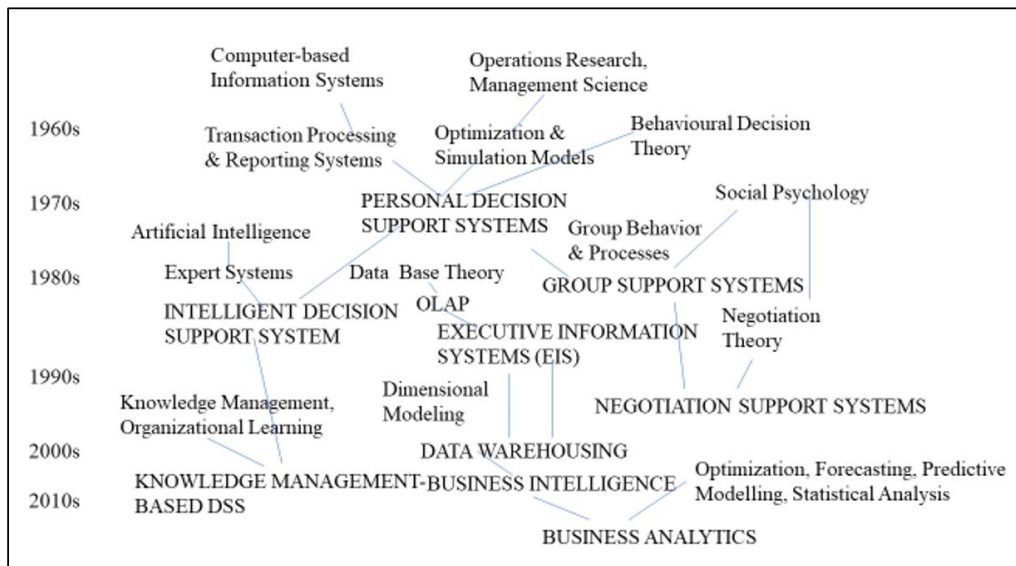 Computer-based
Information Systems
Operations Research,
Management Science
1960s
Transaction Processing
& Reporting Systems
Optimization &
Simulation Models
Behavioural Decision
Theory
1970s
PERSONAL DECISION
SUPPORT SYSTEMS
Social Psychology
Artificial Intelligence
Group Behavior
& Processes
1980s
Expert Systems
Data Base Theory
GROUP SUPPORT SYSTEMS
INTELLIGENT DECISION
SUPPORT SYSTEM
OLAP
EXECUTIVE INFORMATION
SYSTEMS (EIS)
Negotiation
Theory
1990s
Dimensional
Modeling
Knowledge Management,
Organizational Learning
NEGOTIATION SUPPORT SYSTEMS
2000s
DATA WAREHOUSING
KNOWLEDGE MANAGEMENT-
BASED DSS
BUSINESS INTELLIGENCE
Optimization, Forecasting, Predictive
Modelling, Statistical Analysis
2010s
BUSINESS ANALYTICS